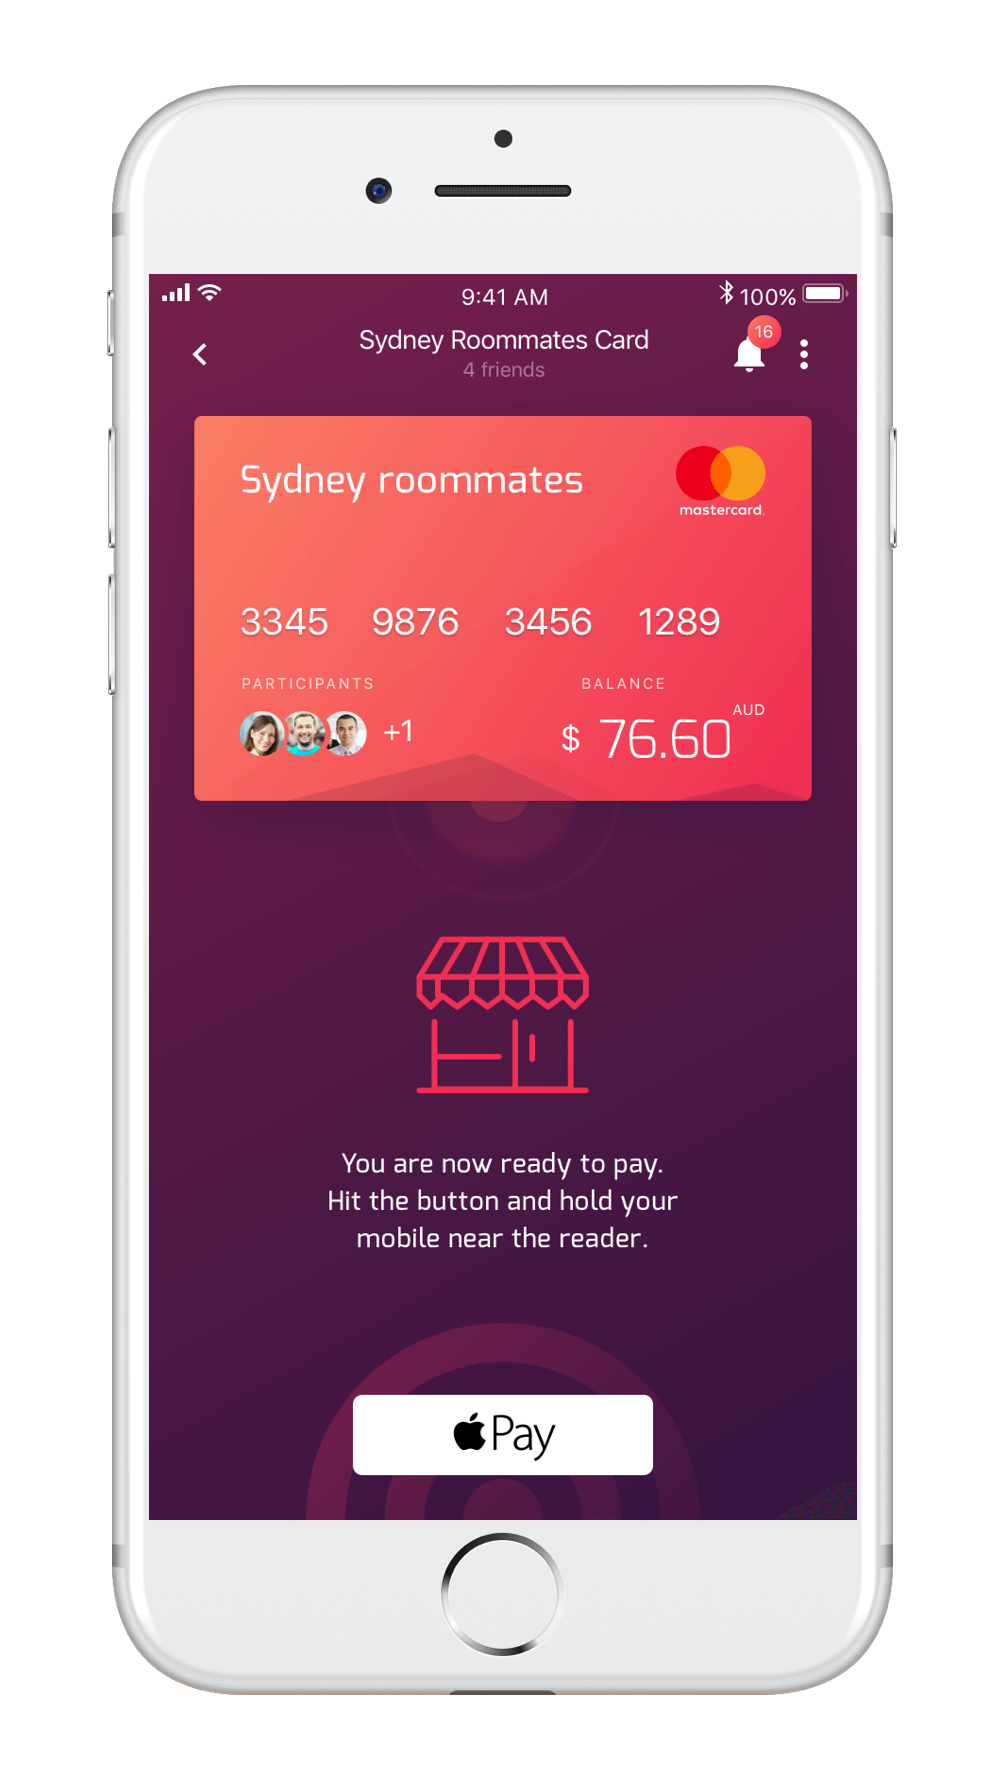 9:41 AM
100%
Sydney Roommates Card
4 friends
16
Sydney roommates
mastercard.
3345 9876 3456 1289
PARTICIPANTS
BALANCE
+1
$ 76.60 AUD
You are now ready to pay.
Hit the button and hold your
mobile near the reader.
Pay